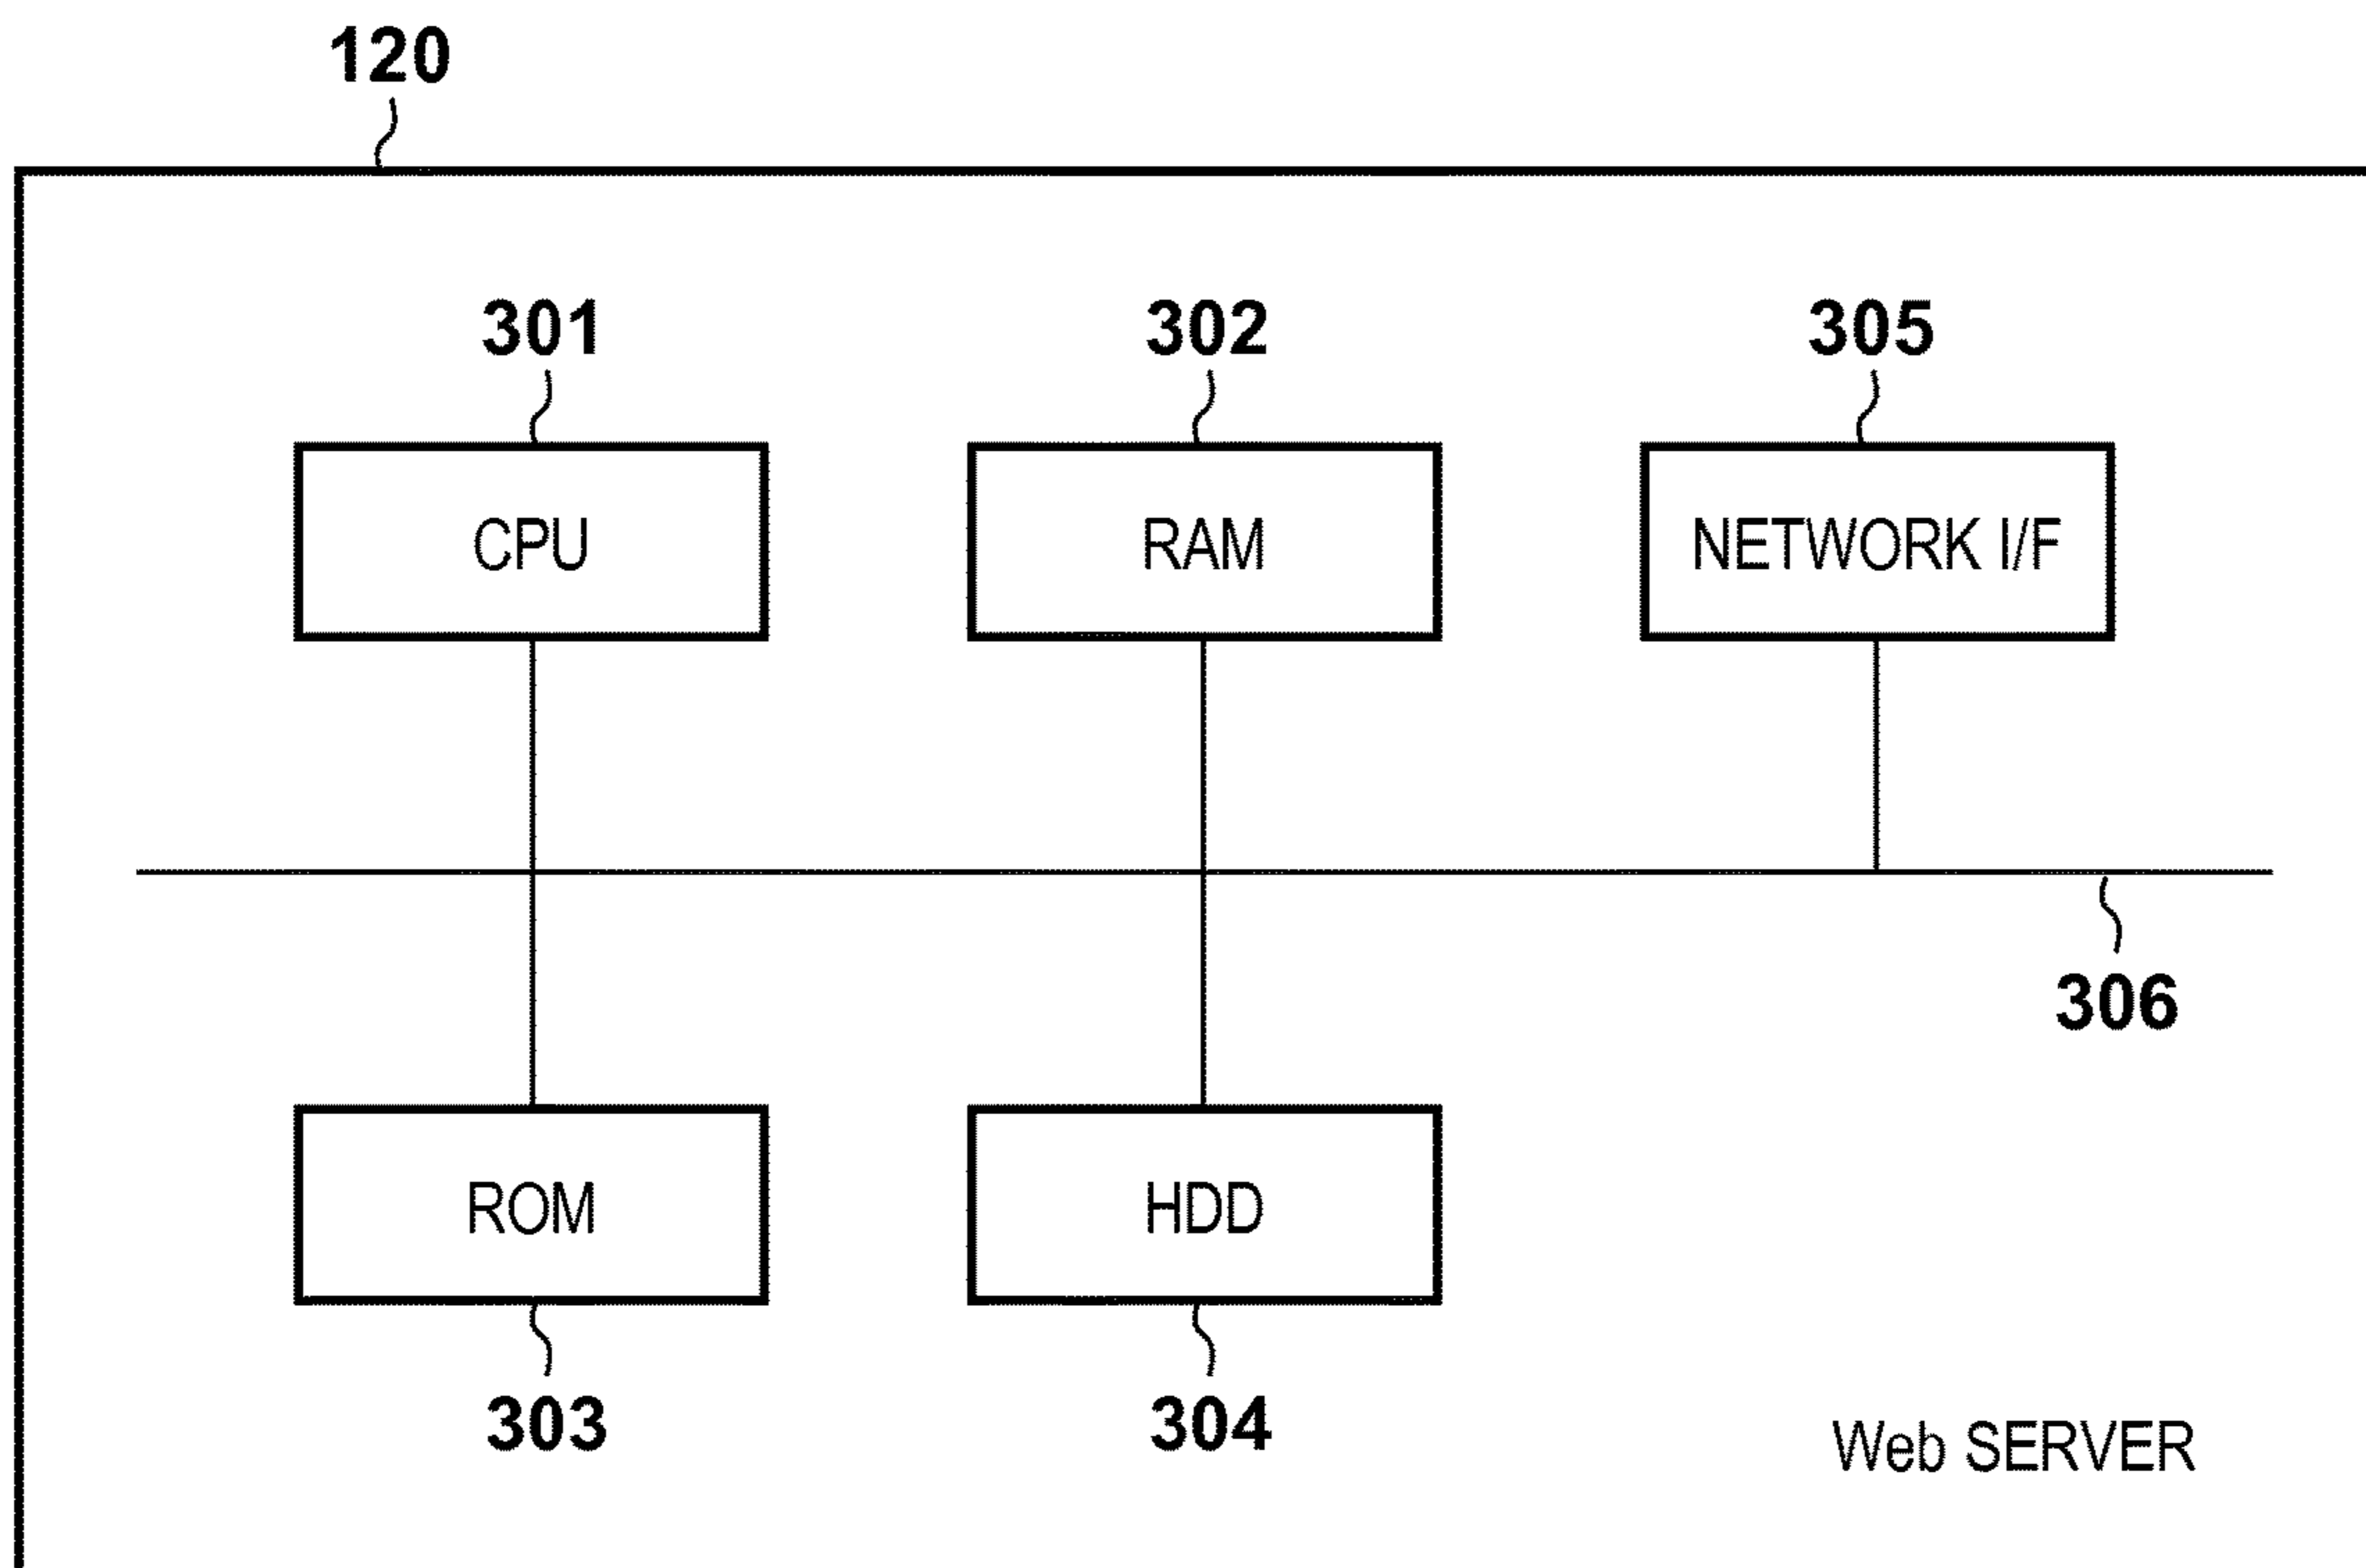 120
301
302
305
CPU
RAM
NETWORK I/F
306
ROM
HDD
303
304
Web SERVER